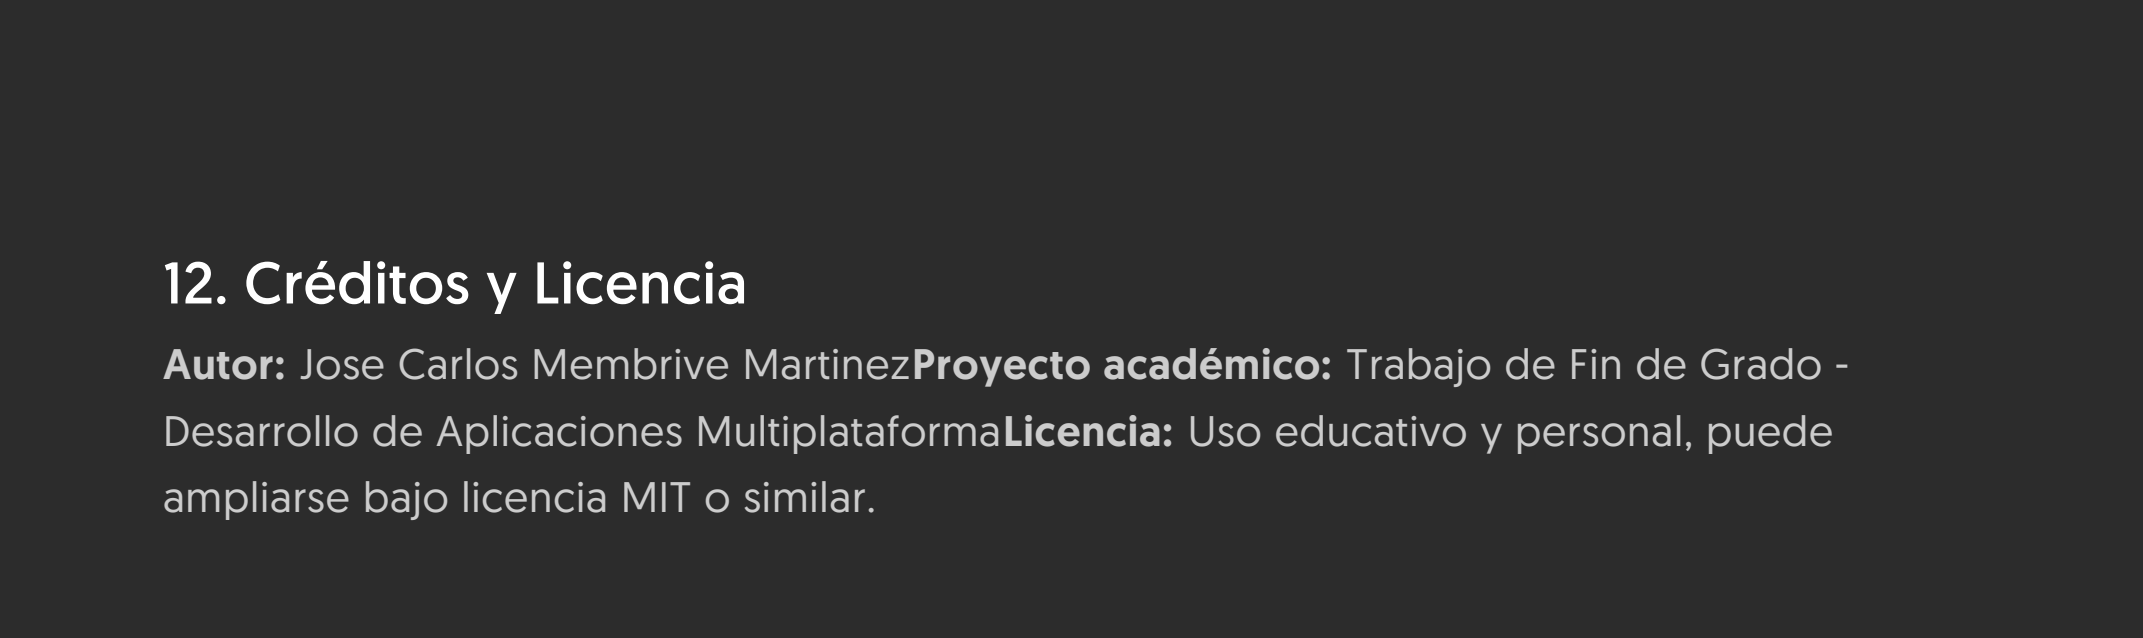 12. Créditos y Licencia
Autor: Jose Carlos Membrive MartinezProyecto académico: Trabajo de Fin de Grado -
Desarrollo de Aplicaciones MultiplataformaLicencia: Uso educativo y personal, puede
ampliarse bajo licencia MIT o similar.